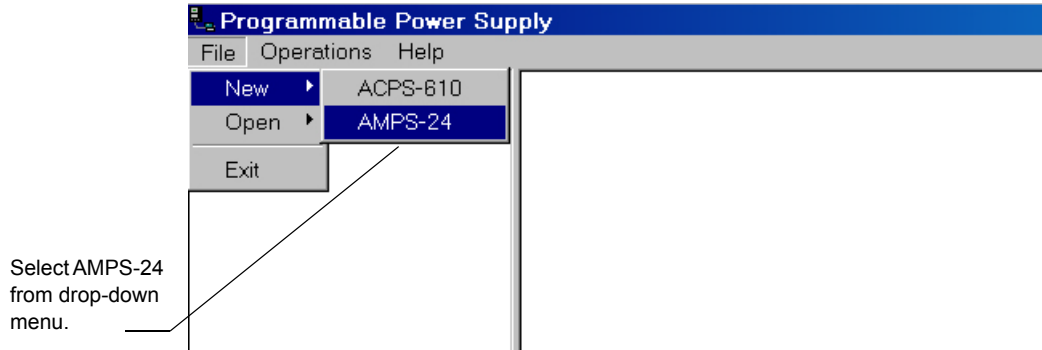 Programmable Power Supply
File Operations Help
New ACPS-610
Open AMPS-24
Exit
Select AMPS-24
from drop-down
menu.